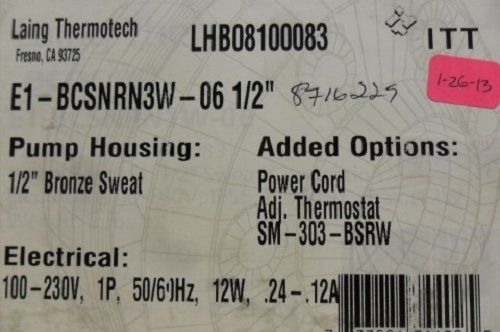 Laing Thermotech
Fresno, CA 93725
LHB08100083
ITT
1-26-13
E1-BCSNRN3W-06 1/2"
8716229
Pump Housing:
1/2" Bronze Sweat
Added Options:
Power Cord
Adj. Thermostat
SM-303-BSRW
Electrical:
100-230V, 1P, 50/60Hz, 12W, .24-.12A